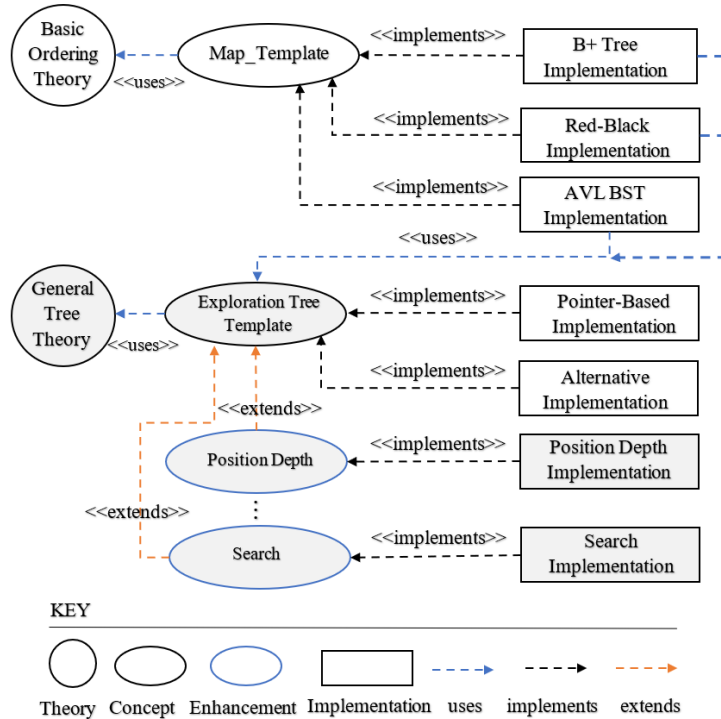 Basic
Ordering
Theory
<<uses>>
Map_Template
<<implements>>
B+ Tree
Implementation
<<implements>>
Red-Black
Implementation
<<implements>>
AVL BST
Implementation
<<uses>>
General
Tree
Theory
<<uses>>
Exploration Tree
Template
<<implements>>
Pointer-Based
Implementation
<<implements>>
Alternative
Implementation
<<extends>>
Position Depth
<<implements>>
Position Depth
Implementation
⋮
<<extends>>
Search
<<implements>>
Search
Implementation
KEY
Theory Concept Enhancement Implementation uses implements extends